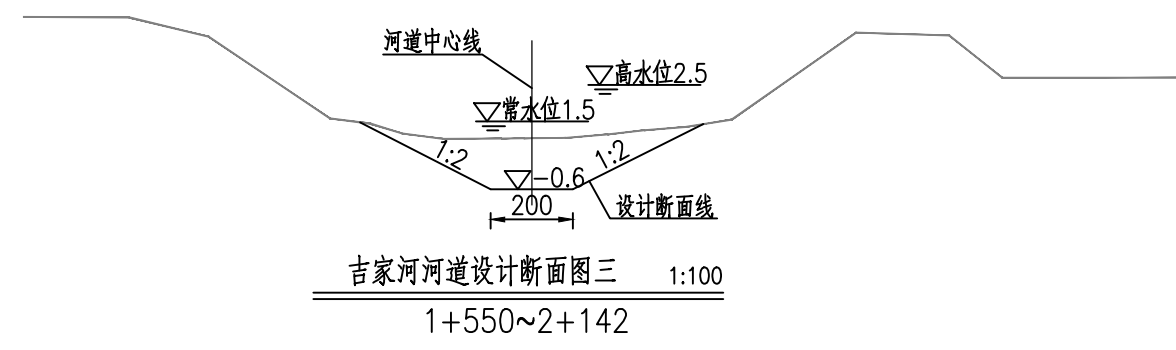 河道中心线
高水位2.5
常水位1.5
1:2
1:2
-0.6
200
设计断面线
吉家河河道设计断面图三 1:100
1+550~2+142